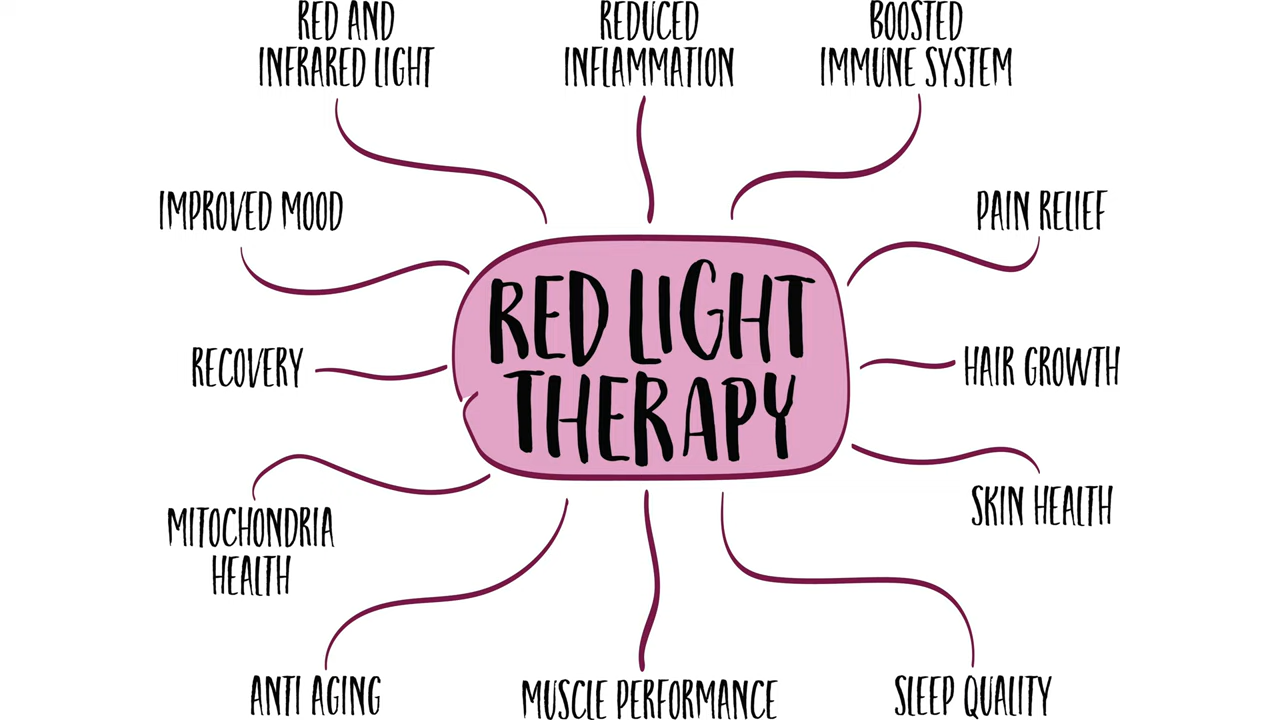 RED AND
INFRARED LIGHT
REDUCED
INFLAMMATION
BOOSTED
IMMUNE SYSTEM
IMPROVED MOOD
PAIN RELIEF
RED LIGHT
THERAPY
RECOVERY
HAIR GROWTH
MITOCHONDRIA
HEALTH
SKIN HEALTH
ANTI AGING
MUSCLE PERFORMANCE
SLEEP QUALITY